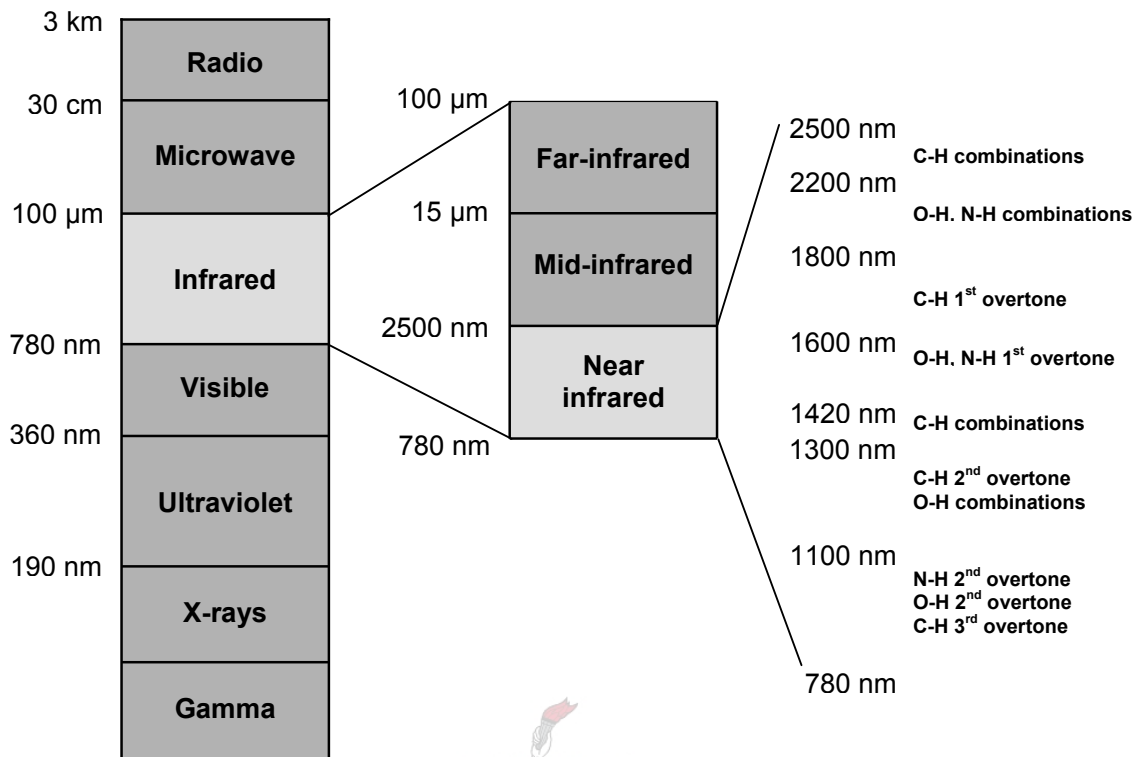 3 km
Radio
30 cm
Microwave
100 µm
Infrared
780 nm
Visible
360 nm
Ultraviolet
190 nm
X-rays
Gamma
100 µm
Far-infrared
15 µm
Mid-infrared
2500 nm
Near
infrared
780 nm
2500 nm
C-H combinations
2200 nm
O-H. N-H combinations
1800 nm
C-H 1st overtone
1600 nm
O-H, N-H 1st overtone
1420 nm
C-H combinations
1300 nm
C-H 2nd overtone
O-H combinations
1100 nm
N-H 2nd overtone
O-H 2nd overtone
C-H 3rd overtone
780 nm